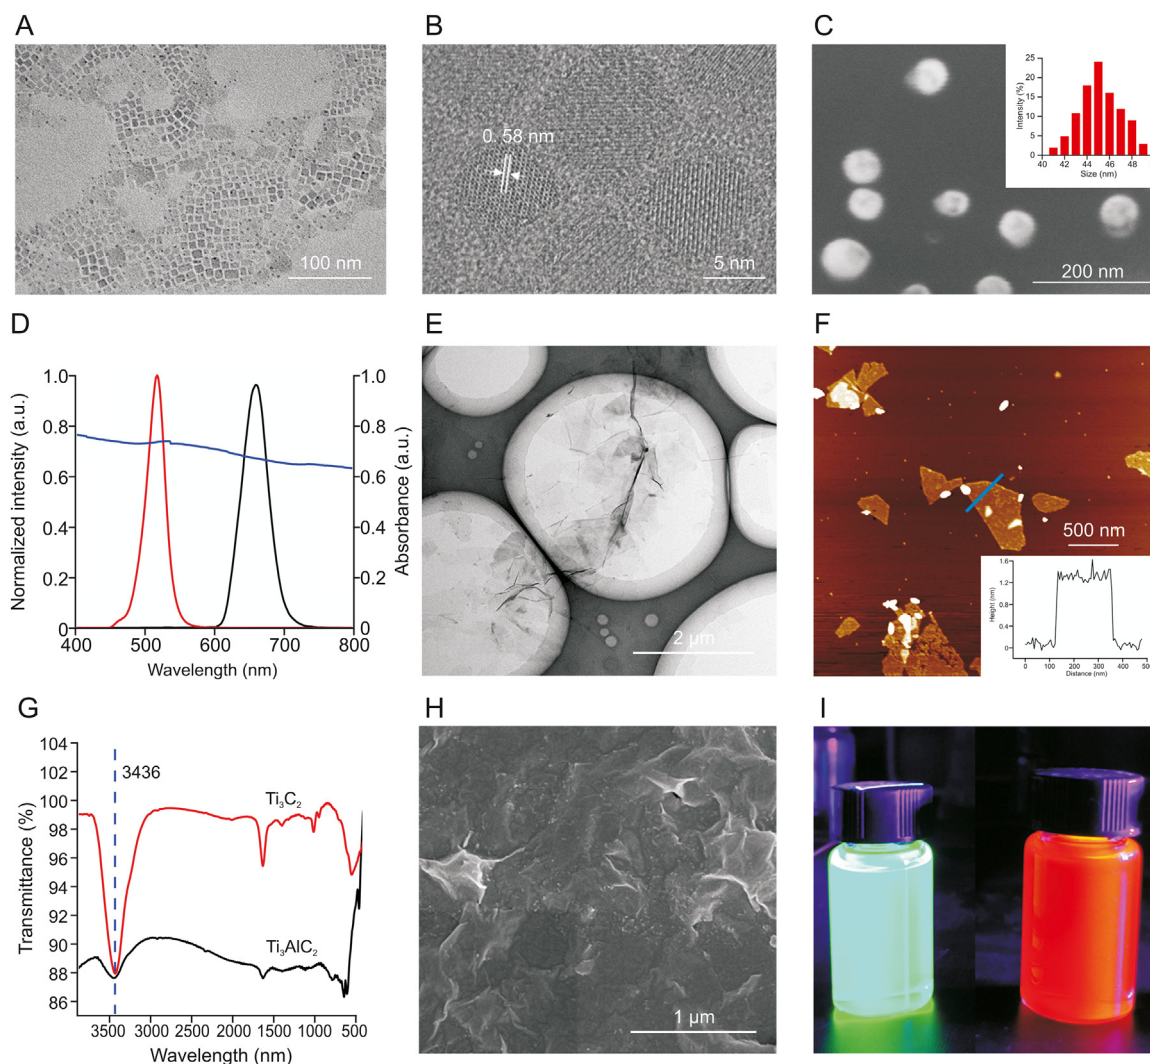 A
100 nm
B
0. 58 nm
5 nm
C
Intensity (%)
25
20
15
10
5
0
40 42 44 46 48
Size (nm)
200 nm
D
Normalized intensity (a.u.)
1.0
0.8
0.6
0.4
0.2
0
1.0
0.8
0.6
0.4
0.2
0
Absorbance (a.u.)
400 500 600 700 800
Wavelength (nm)
E
2 μm
F
500 nm
Height (nm)
1.6
1.2
0.8
0.4
0
0 100 200 300 400 500
Distance (nm)
G
Transmittance (%)
104
102
100
98
96
94
92
90
88
86
3436
Ti₃C₂
Ti₃AlC₂
3500 3000 2500 2000 1500 1000 500
Wavelength (nm)
H
1 μm
I